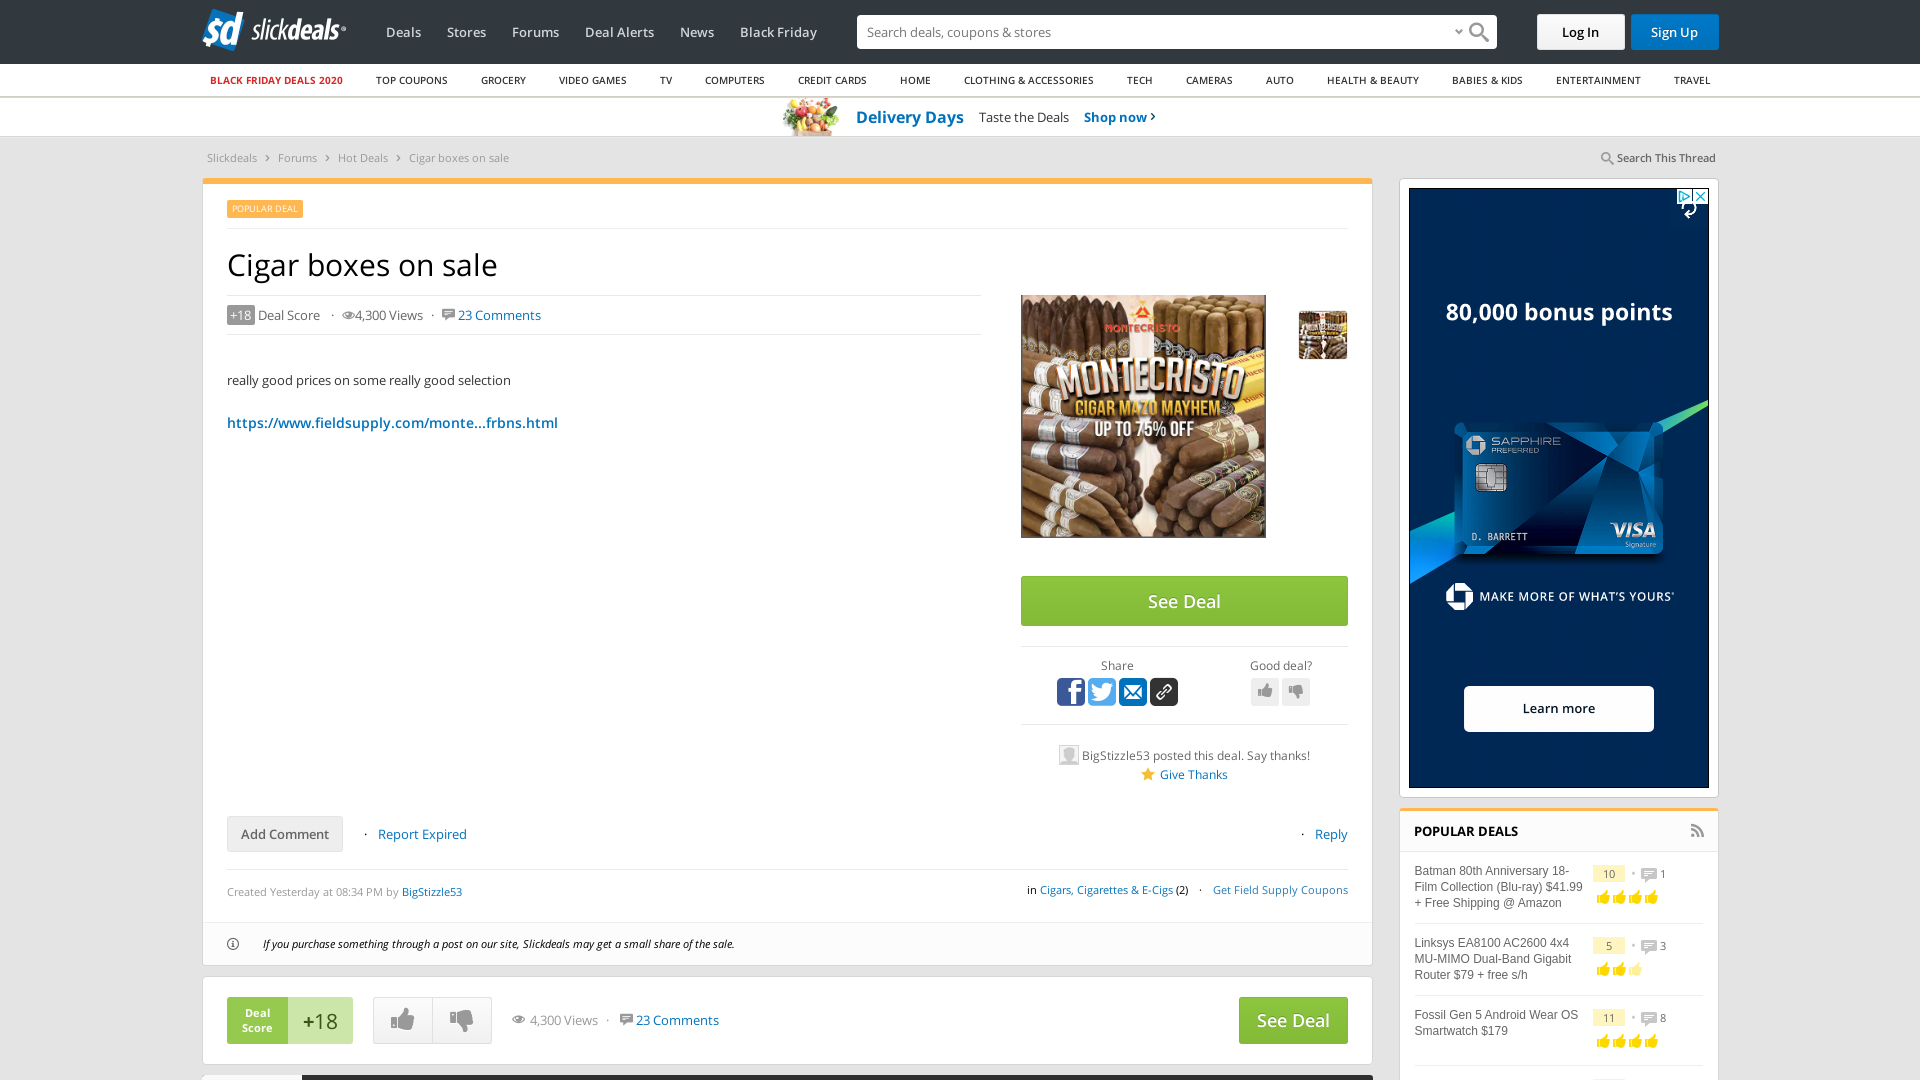 slickdeals
Deals
Stores
Forums
Deal Alerts
News
Black Friday
Search deals, coupons & stores
Log In
Sign Up
BLACK FRIDAY DEALS 2020
TOP COUPONS
GROCERY
VIDEO GAMES
TV
COMPUTERS
CREDIT CARDS
HOME
CLOTHING & ACCESSORIES
TECH
CAMERAS
AUTO
HEALTH & BEAUTY
BABIES & KIDS
ENTERTAINMENT
TRAVEL
Delivery Days Taste the Deals Shop now ›
Slickdeals › Forums › Hot Deals › Cigar boxes on sale
Search This Thread
POPULAR DEAL
Cigar boxes on sale
+18 Deal Score · 4,300 Views · 23 Comments
really good prices on some really good selection
https://www.fieldsupply.com/monte...frbns.html
MONTECRISTO
MONTECRISTO
CIGAR MAZO MAYHEM
UP TO 75% OFF
See Deal
Share
Good deal?
BigStizzle53 posted this deal. Say thanks!
Give Thanks
Add Comment · Report Expired
· Reply
Created Yesterday at 08:34 PM by BigStizzle53
in Cigars, Cigarettes & E-Cigs (2) · Get Field Supply Coupons
If you purchase something through a post on our site, Slickdeals may get a small share of the sale.
Deal
Score
+18
4,300 Views · 23 Comments
See Deal
80,000 bonus points
SAPPHIRE
PREFERRED
D. BARRETT
VISA
Signature
MAKE MORE OF WHAT'S YOURS
Learn more
POPULAR DEALS
Batman 80th Anniversary 18-
Film Collection (Blu-ray) $41.99
+ Free Shipping @ Amazon
10 • 1
Linksys EA8100 AC2600 4x4
MU-MIMO Dual-Band Gigabit
Router $79 + free s/h
5 • 3
Fossil Gen 5 Android Wear OS
Smartwatch $179
11 • 8